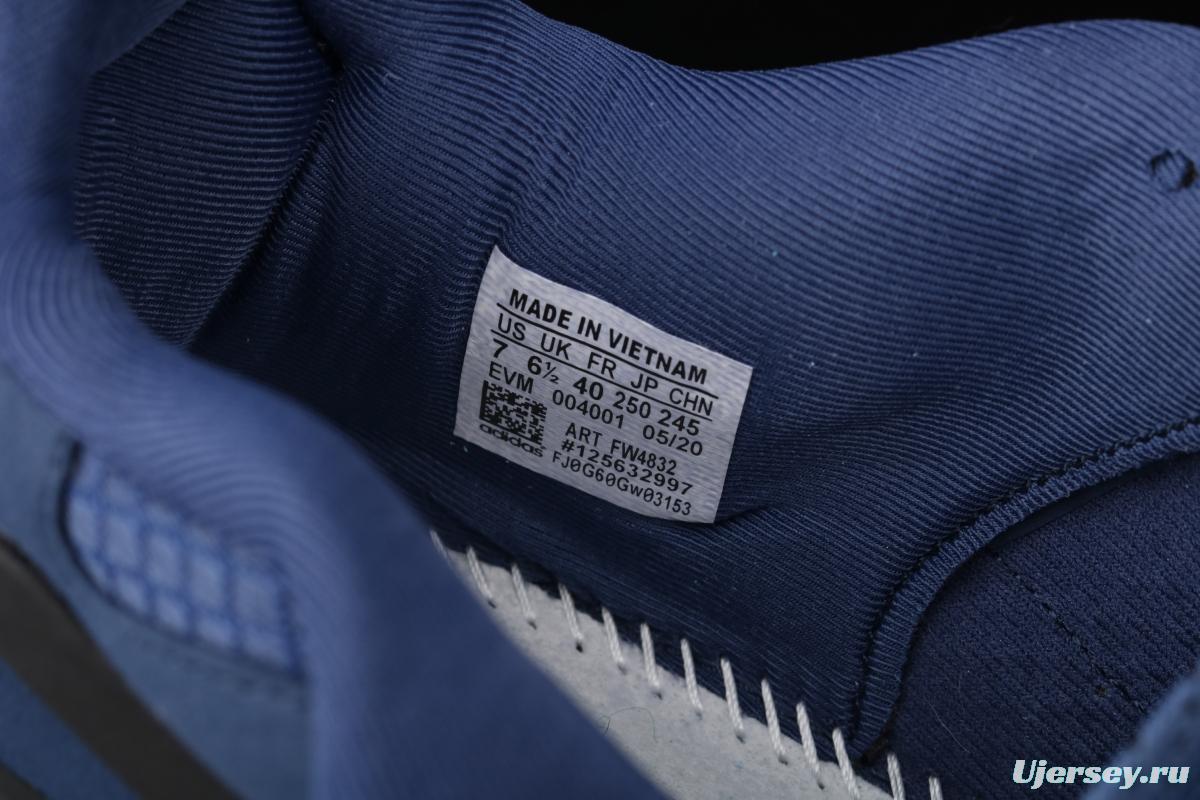 MADE IN VIETNAM
US UK FR JP CHN
7 6½ 40 250 245
EVM 004001 05/20
ART FW4832
#125632997
adidas FJ0G60Gw03153
Ujersey.ru